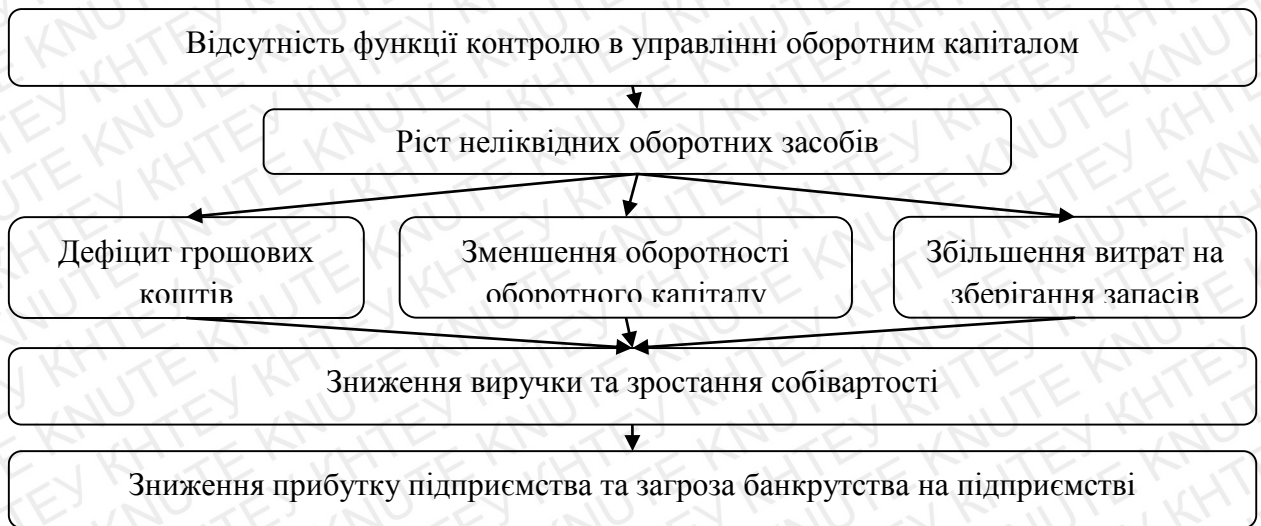 Відсутність функції контролю в управлінні оборотним капіталом
Ріст неліквідних оборотних засобів
Дефіцит грошових
коштів
Зменшення оборотності
оборотного капіталу
Збільшення витрат на
зберігання запасів
Зниження виручки та зростання собівартості
Зниження прибутку підприємства та загроза банкрутства на підприємстві